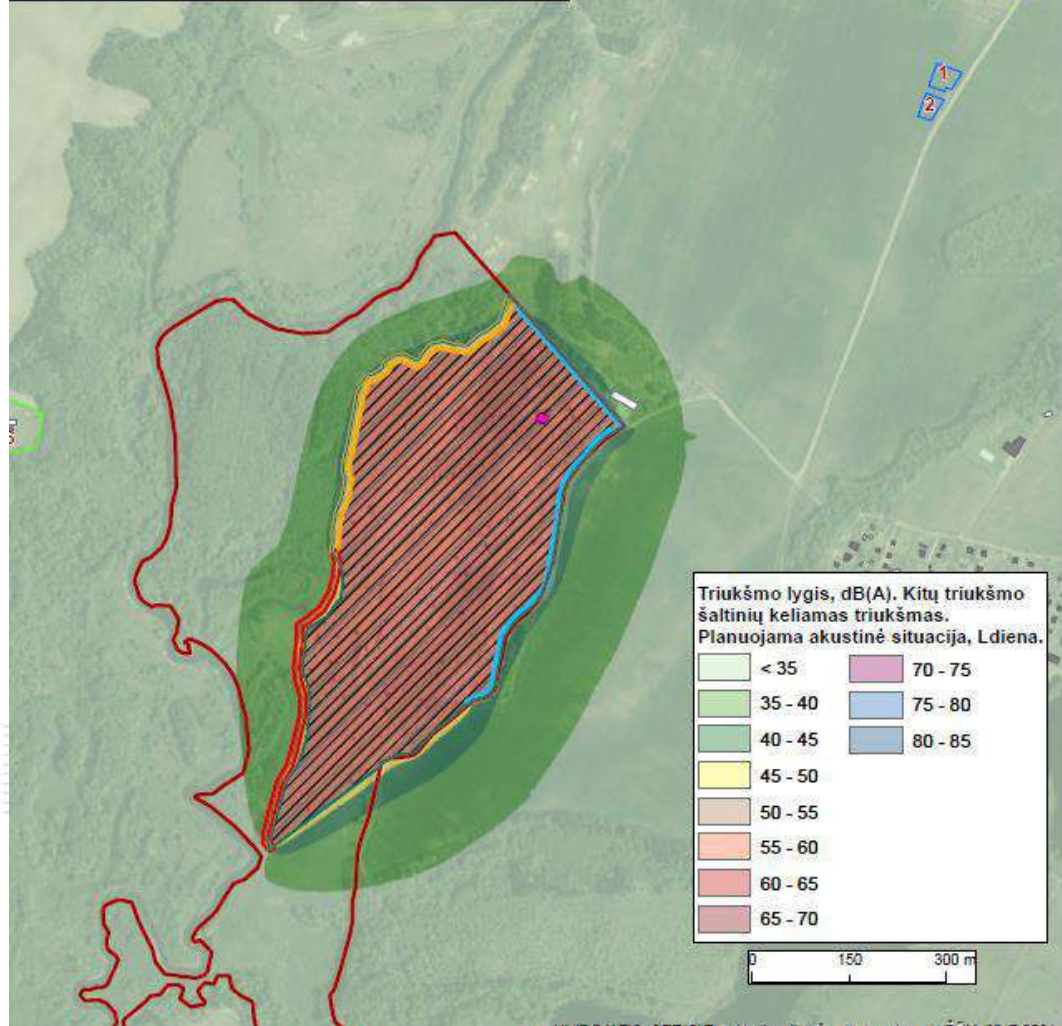 1
2
Triukšmo lygis, dB(A). Kitų triukšmo
šaltinių keliamas triukšmas.
Planuojama akustinė situacija, Ldiena.
< 35
35 - 40
40 - 45
45 - 50
50 - 55
55 - 60
60 - 65
65 - 70
70 - 75
75 - 80
80 - 85
0 150 300 m